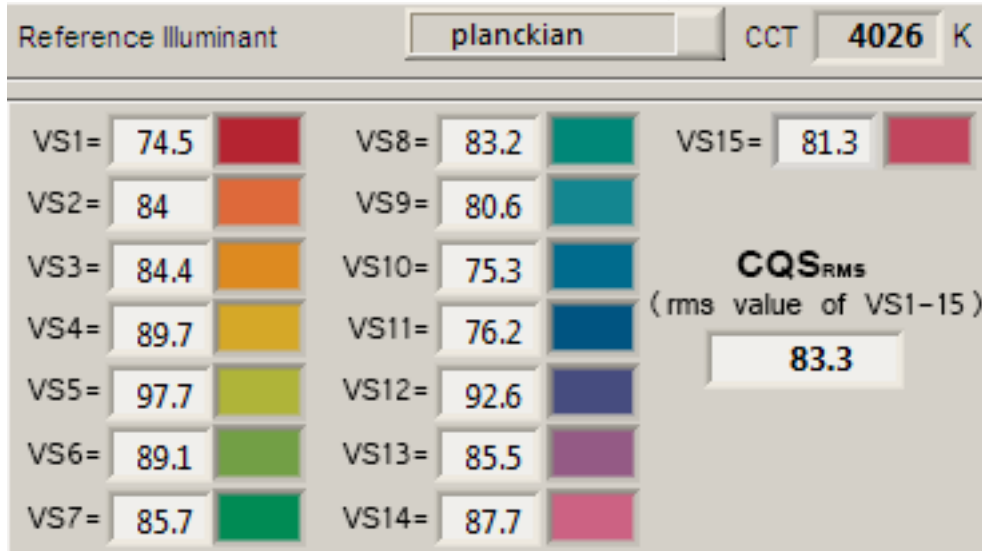 Reference Illuminant planckian CCT 4026 K
VS1= 74.5 VS8= 83.2 VS15= 81.3
VS2= 84 VS9= 80.6
VS3= 84.4 VS10= 75.3 CQSRMS
(rms value of VS1-15)
VS4= 89.7 VS11= 76.2
83.3
VS5= 97.7 VS12= 92.6
VS6= 89.1 VS13= 85.5
VS7= 85.7 VS14= 87.7